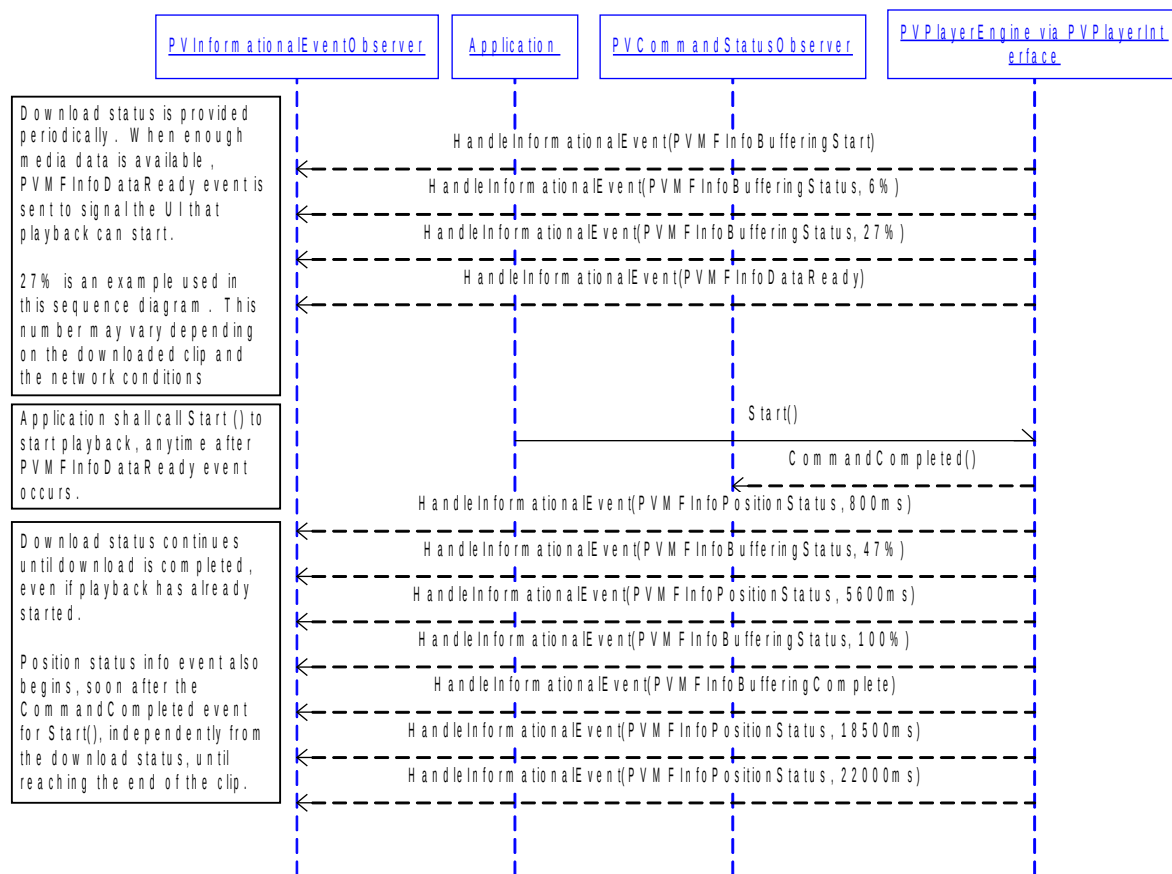 PVInformationalEventObserver
Application
PVCommandStatusObserver
PVPlayerEngine via PVPlayerInt
erface
Download status is provided
periodically. When enough
media data is available,
PVMFInfoDataReady event is
sent to signal the UI that
playback can start.
27% is an example used in
this sequence diagram. This
number may vary depending
on the downloaded clip and
the network conditions
HandleInformationalEvent(PVMFInfoBufferingStart)
HandleInformationalEvent(PVMFInfoBufferingStatus, 6%)
HandleInformationalEvent(PVMFInfoBufferingStatus, 27%)
HandleInformationalEvent(PVMFInfoDataReady)
Application shall call Start() to
start playback, anytime after
PVMFInfoDataReady event
occurs.
Start()
CommandCompleted()
HandleInformationalEvent(PVMFInfoPositionStatus, 800ms)
Download status continues
until download is completed,
even if playback has already
started.
Position status info event also
begins, soon after the
CommandCompleted event
for Start(), independently from
the download status, until
reaching the end of the clip.
HandleInformationalEvent(PVMFInfoBufferingStatus, 47%)
HandleInformationalEvent(PVMFInfoPositionStatus, 5600ms)
HandleInformationalEvent(PVMFInfoBufferingStatus, 100%)
HandleInformationalEvent(PVMFInfoBufferingComplete)
HandleInformationalEvent(PVMFInfoPositionStatus, 18500ms)
HandleInformationalEvent(PVMFInfoPositionStatus, 22000ms)